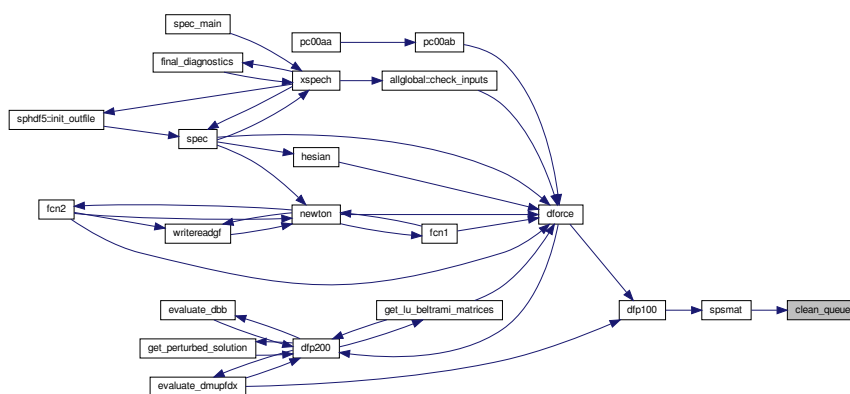 spec_main
pc00aa
pc00ab
final_diagnostics
xspech
allglobal::check_inputs
sphdf5::init_outfile
spec
hesian
fcn2
newton
dforce
writereadgf
fcn1
evaluate_dbb
get_lu_beltrami_matrices
dfp100
spsmat
clean_queue
get_perturbed_solution
dfp200
evaluate_dmupfdx